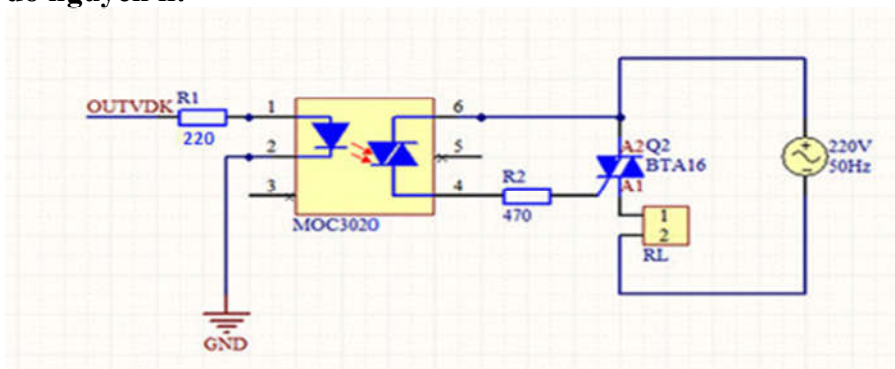 OUTVDK
R1
220
1
2
3
6
5
4
MOC3020
R2
470
A2 Q2
BTA16
A1
1
2
RL
220V
50Hz
GND